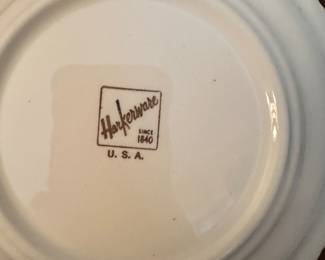 Harkerware
SINCE
1840
U. S. A.